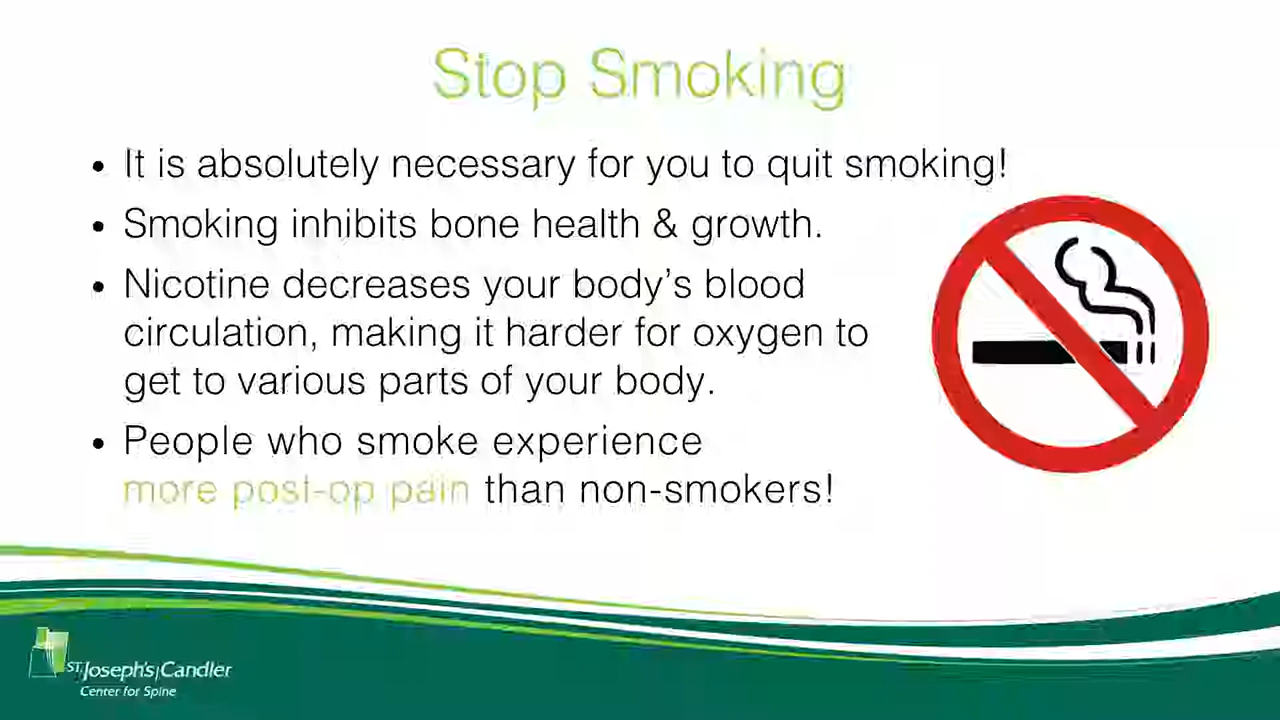 Stop Smoking
• It is absolutely necessary for you to quit smoking!
• Smoking inhibits bone health & growth.
• Nicotine decreases your body's blood
circulation, making it harder for oxygen to
get to various parts of your body.
• People who smoke experience
more post-op pain than non-smokers!
ST. Joseph's|Candler
Center for Spine